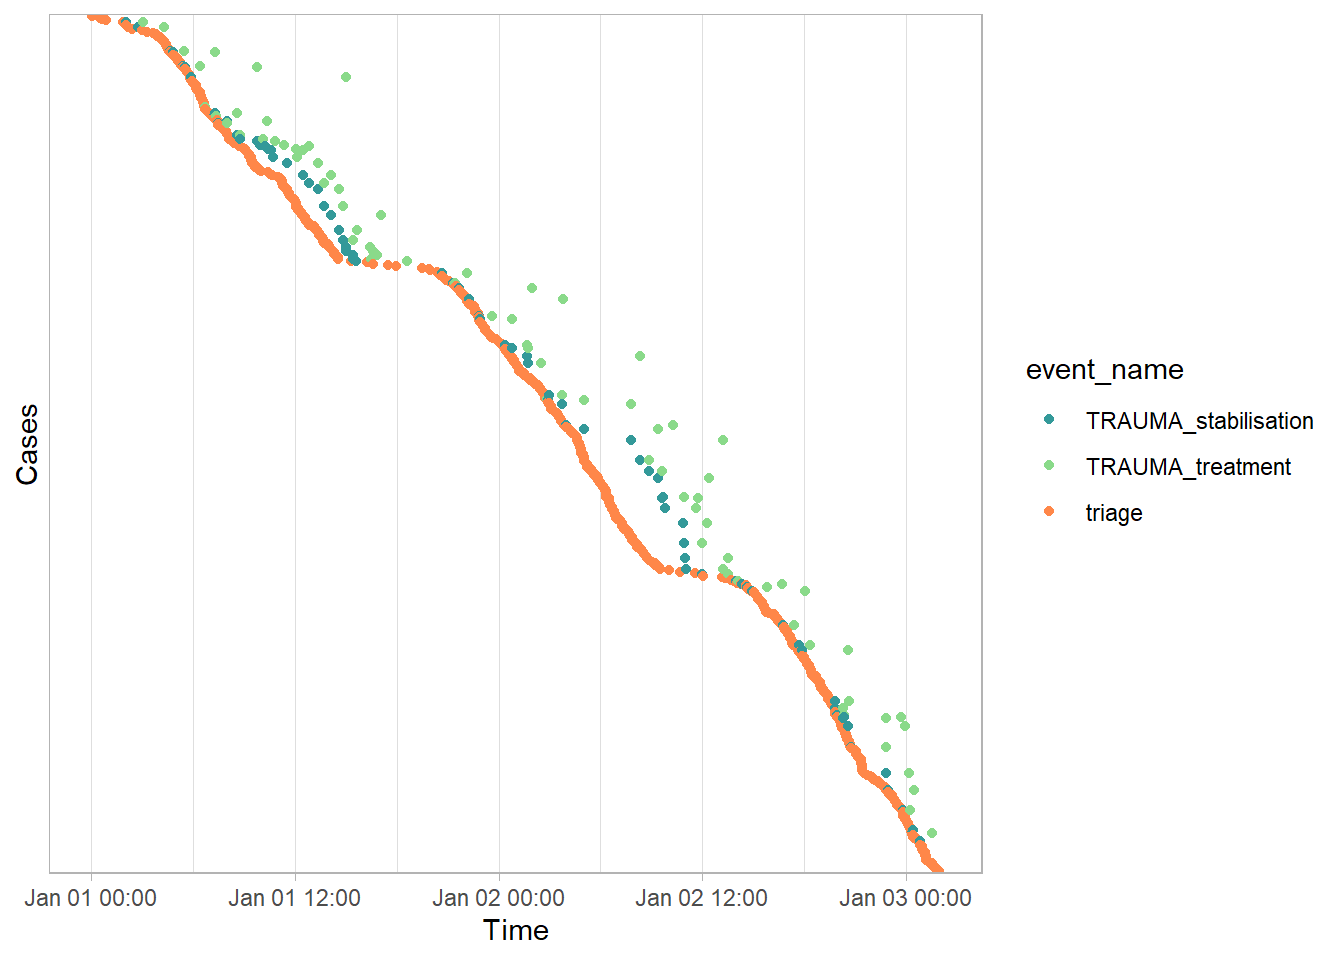 Cases
Jan 01 00:00
Jan 01 12:00
Jan 02 00:00
Jan 02 12:00
Jan 03 00:00
Time
event_name
TRAUMA_stabilisation
TRAUMA_treatment
triage